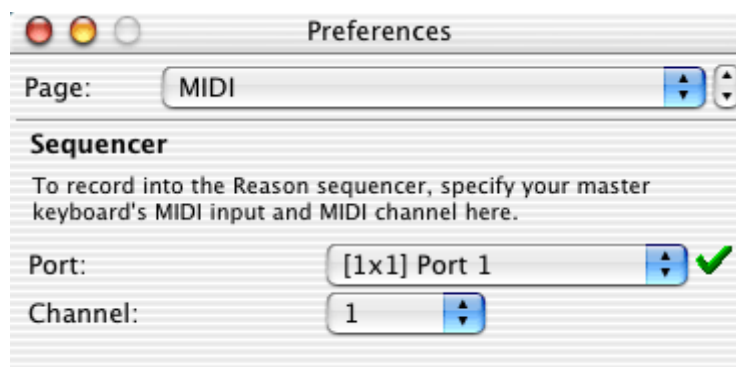 Preferences
Page: MIDI
Sequencer
To record into the Reason sequencer, specify your master
keyboard's MIDI input and MIDI channel here.
Port: [1x1] Port 1
Channel: 1